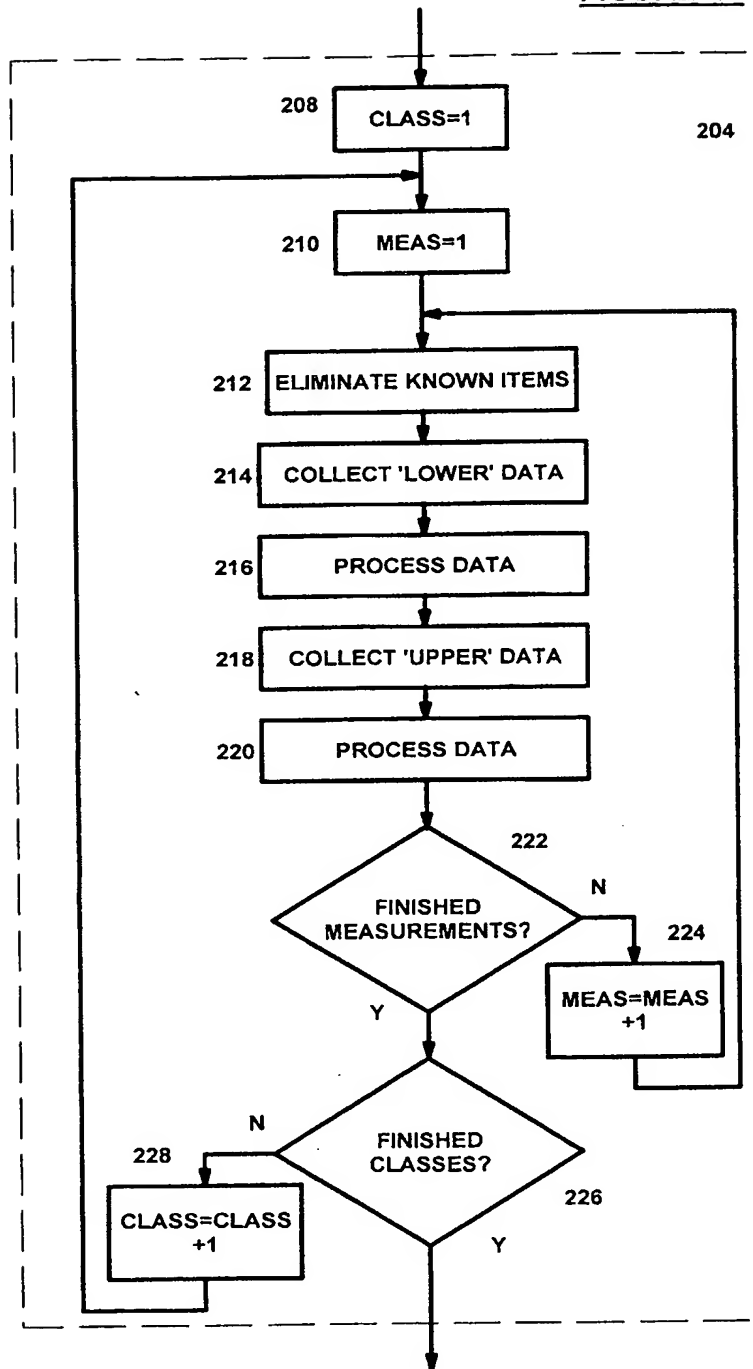 208
CLASS=1
204
210
MEAS=1
212
ELIMINATE KNOWN ITEMS
214
COLLECT 'LOWER' DATA
216
PROCESS DATA
218
COLLECT 'UPPER' DATA
220
PROCESS DATA
222
FINISHED
MEASUREMENTS?
N
Y
224
MEAS=MEAS
+1
FINISHED
CLASSES?
N
Y
226
228
CLASS=CLASS
+1